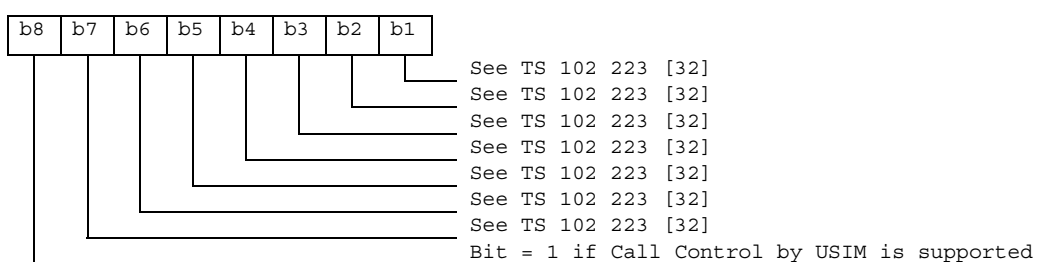 b8 b7 b6 b5 b4 b3 b2 b1
See TS 102 223 [32]
See TS 102 223 [32]
See TS 102 223 [32]
See TS 102 223 [32]
See TS 102 223 [32]
See TS 102 223 [32]
See TS 102 223 [32]
Bit = 1 if Call Control by USIM is supported